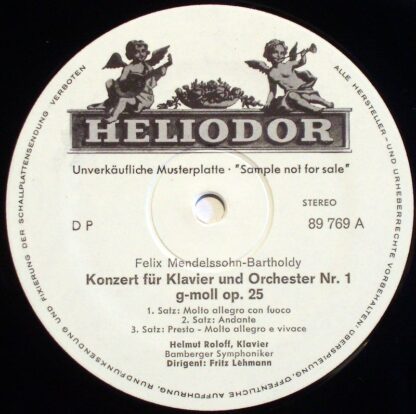 HELIODOR
Unverkäufliche Musterplatte · "Sample not for sale"
STEREO
D P
89 769 A
Felix Mendelssohn-Bartholdy
Konzert für Klavier und Orchester Nr. 1
g-moll op. 25
1. Satz: Molto allegro con fuoco
2. Satz: Andante
3. Satz: Presto - Molto allegro e vivace
Helmut Roloff, Klavier
Bamberger Symphoniker
Dirigent: Fritz Lehmann
ALLE HERSTELLER - UND URHEBERRECHTE VORBEHALTEN: ÜBERSPIELUNG, ÖFFENTLICHE AUFFÜHRUNG, RUNDFUNKSENDUNG UND FIXIERUNG DER SCHALLPLATTENSENDUNG VERBOTEN